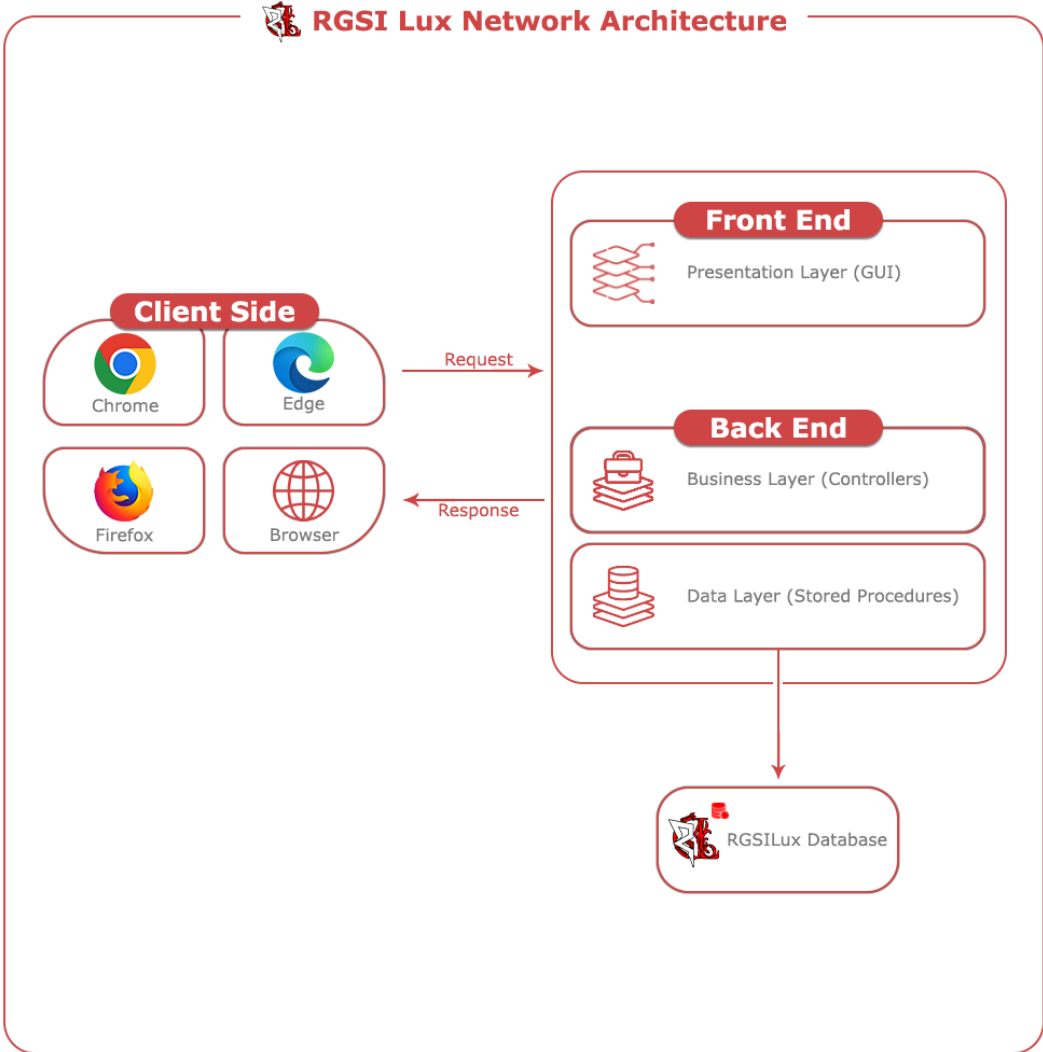 RGSI Lux Network Architecture
Client Side
Chrome
Edge
Firefox
Browser
Request
Response
Front End
Presentation Layer (GUI)
Back End
Business Layer (Controllers)
Data Layer (Stored Procedures)
RGSILux Database